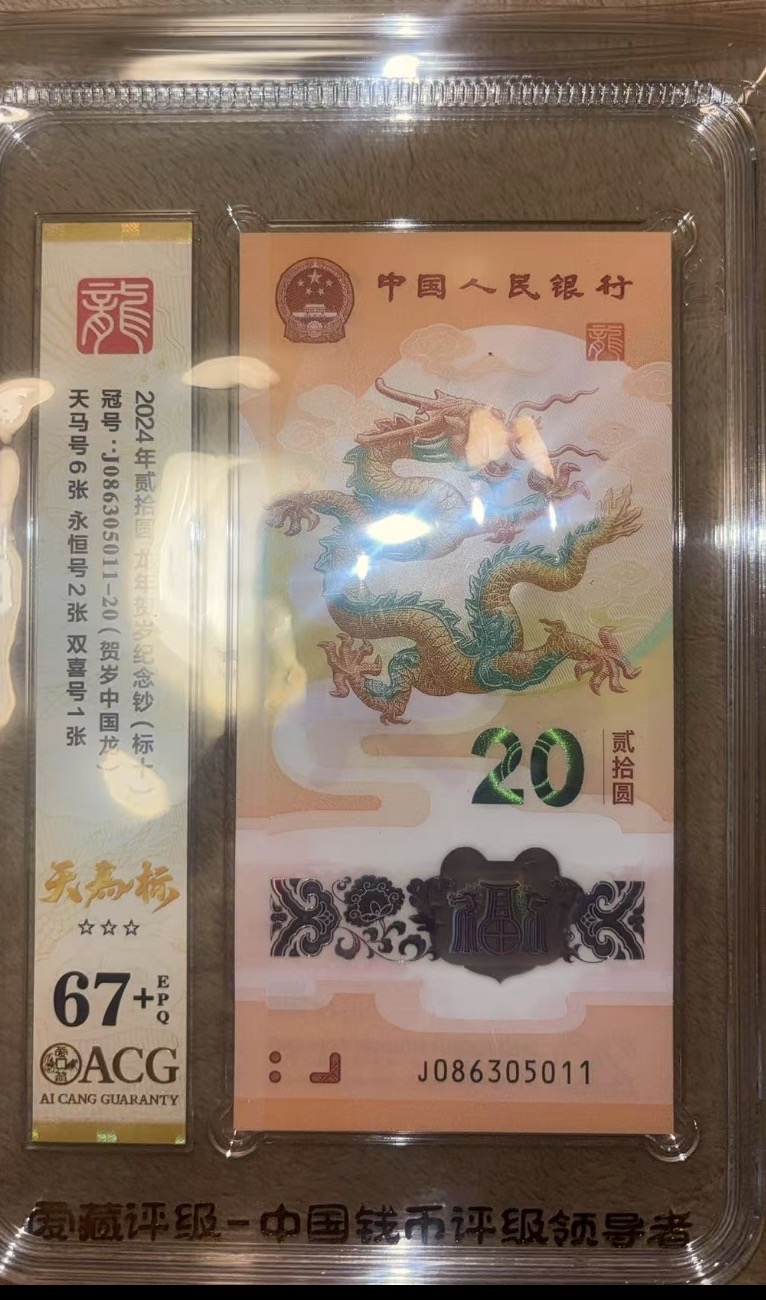 龍
2024年贰拾圆 龙年贺岁纪念钞（标十）
冠号：J086305011-20（贺岁中国龙）
天马号6张 永恒号2张 双喜号1张
天马标
☆☆☆
67+EPQ
ACG
AI CANG GUARANTY
中国人民银行
龍
20
贰拾圆
福
J086305011
爱藏评级-中国钱币评级领导者